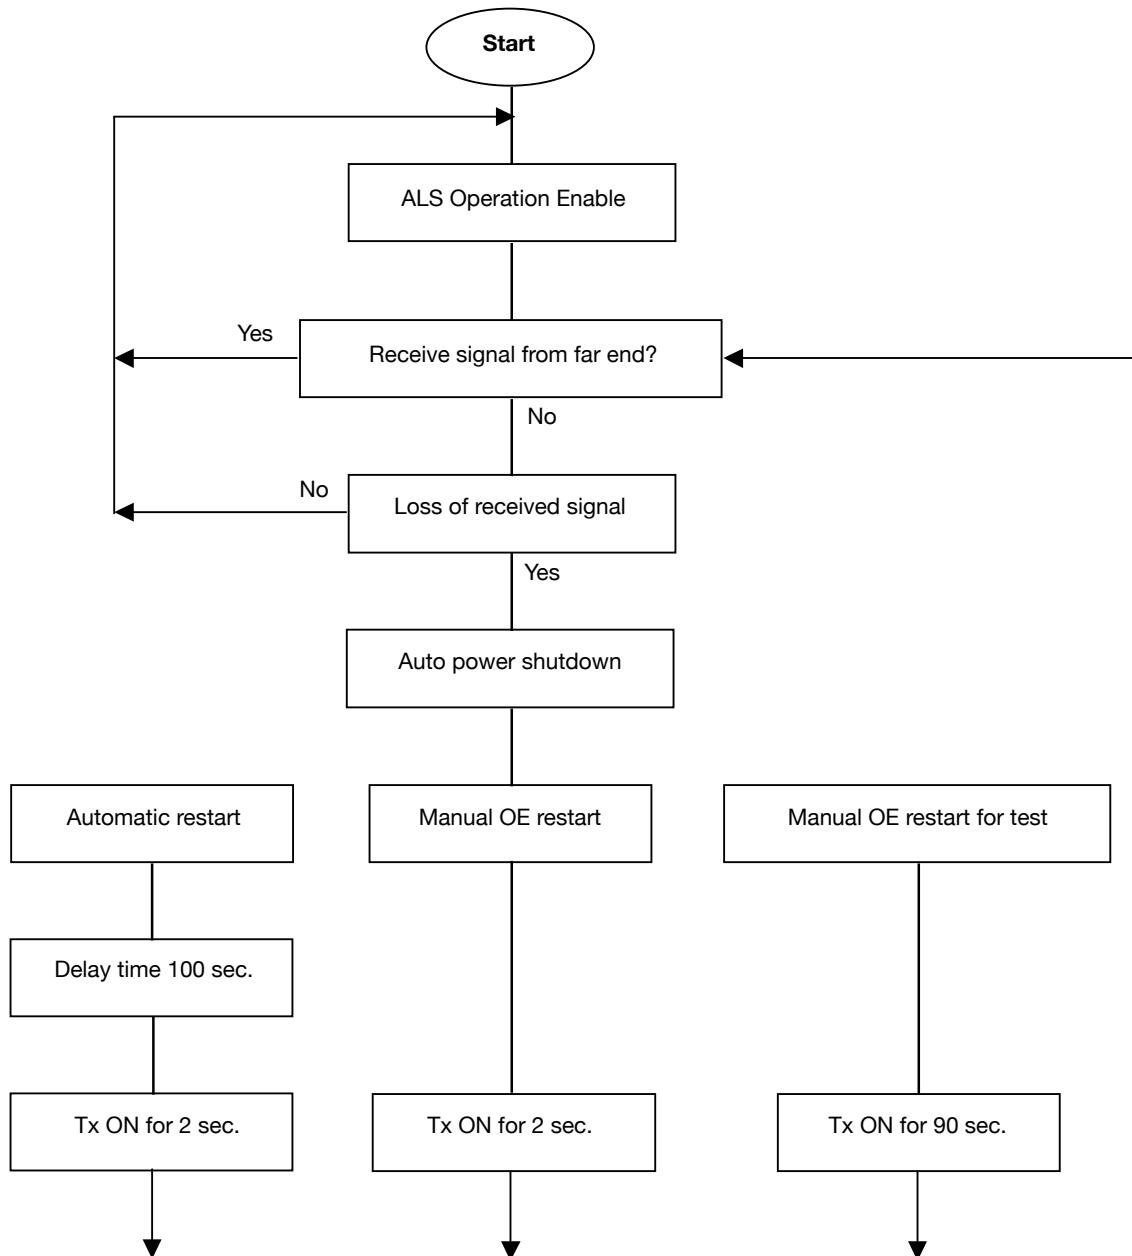 Start
ALS Operation Enable
Yes
Receive signal from far end?
No
No
Loss of received signal
Yes
Auto power shutdown
Automatic restart
Manual OE restart
Manual OE restart for test
Delay time 100 sec.
Tx ON for 2 sec.
Tx ON for 2 sec.
Tx ON for 90 sec.